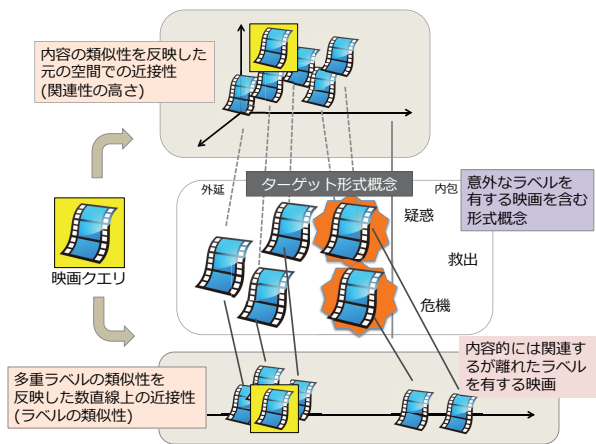 内容の類似性を反映した
元の空間での近接性
(関連性の高さ)
外延
ターゲット形式概念
内包
意外なラベルを
有する映画を含む
形式概念
疑惑
救出
危機
映画クエリ
内容的には関連す
るが離れたラベル
を有する映画
多重ラベルの類似性を
反映した数直線上の近接性
(ラベルの類似性)